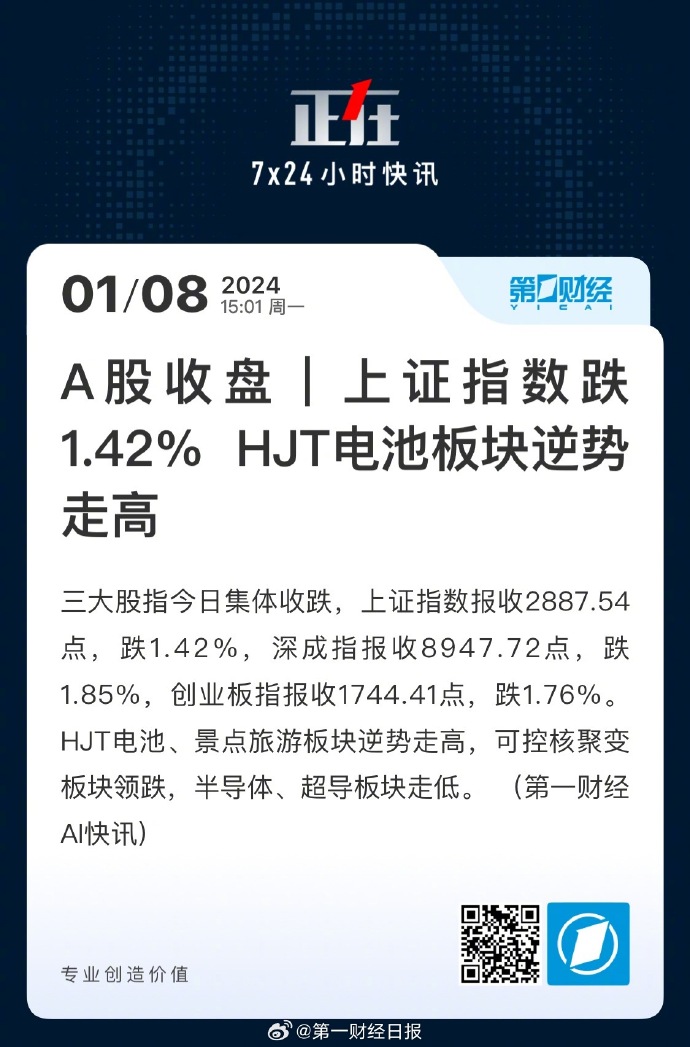 正在
7x24小时快讯
01/08 2024
15:01 周一
第一财经
YICAI
A股收盘｜上证指数跌
1.42% HJT电池板块逆势
走高
三大股指今日集体收跌，上证指数报收2887.54
点，跌1.42%，深成指报收8947.72点，跌
1.85%，创业板指报收1744.41点，跌1.76%。
HJT电池、景点旅游板块逆势走高，可控核聚变
板块领跌，半导体、超导板块走低。（第一财经
AI快讯）
专业创造价值
@第一财经日报